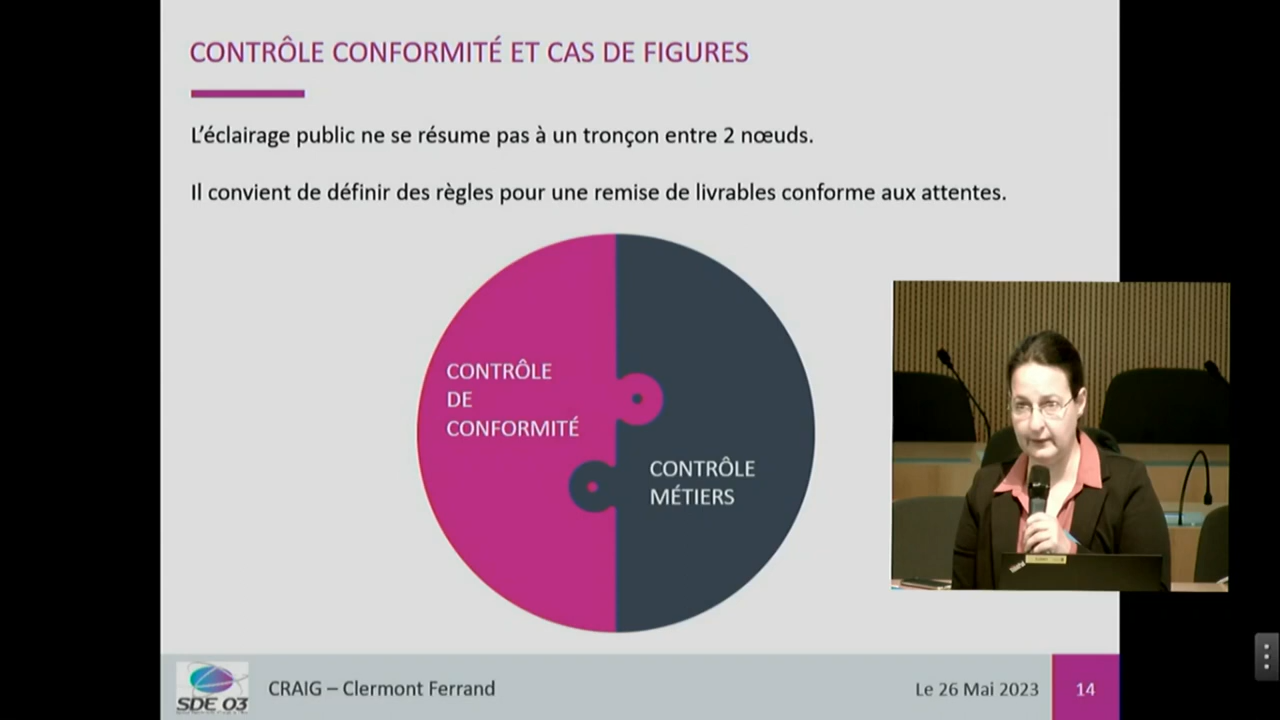 CONTRÔLE CONFORMITÉ ET CAS DE FIGURES
L'éclairage public ne se résume pas à un tronçon entre 2 nœuds.
Il convient de définir des règles pour une remise de livrables conforme aux attentes.
CONTRÔLE
DE
CONFORMITÉ
CONTRÔLE
MÉTIERS
SDE 03
CRAIG – Clermont Ferrand
Le 26 Mai 2023
14